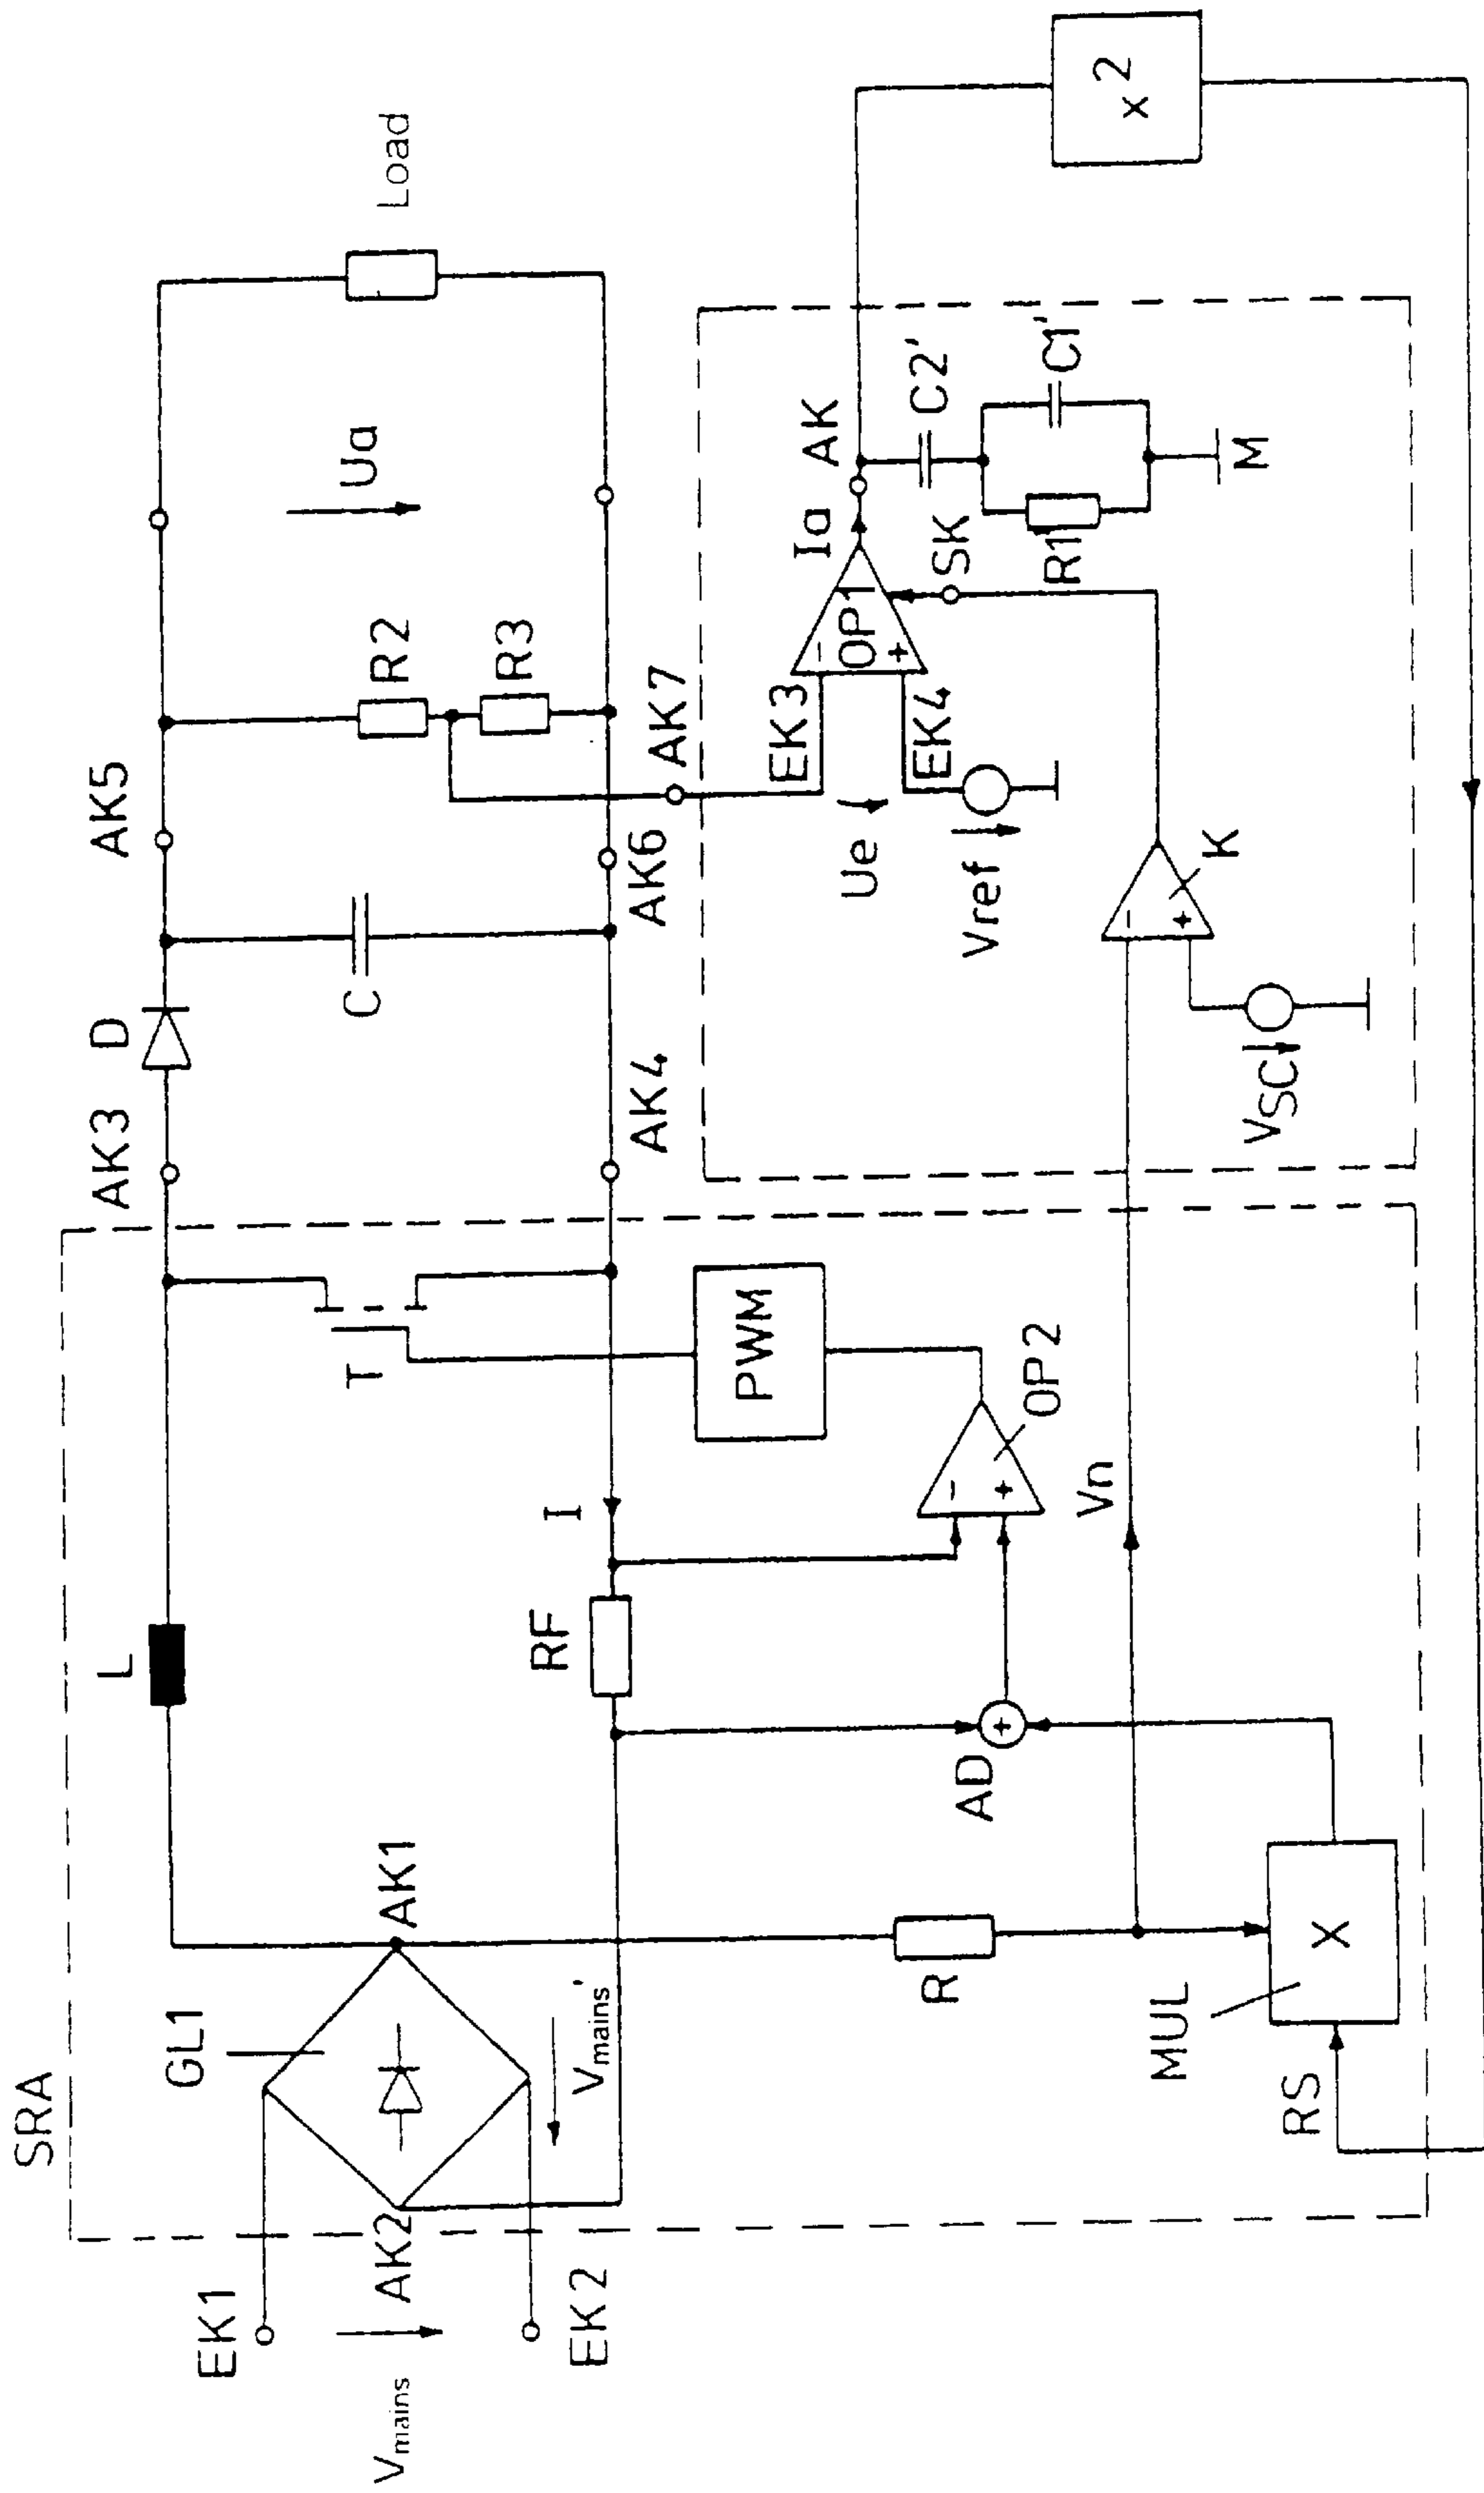 SRA
EK1
Vmains
EK2
AK2
GL1
Vmains'
AK1
L
R
MUL
X
RS
AD
+
RF
I
T
PWM
-
+
OP2
Vn
AK3
D
AK4
C
AK5
AK6
AK7
R2
R3
Ua
Load
EK3
EK4
Ue
Vref
-
OP1
+
Ia
AK
SK
C2'
C1'
R1'
M
-
+
K
VSC
x²